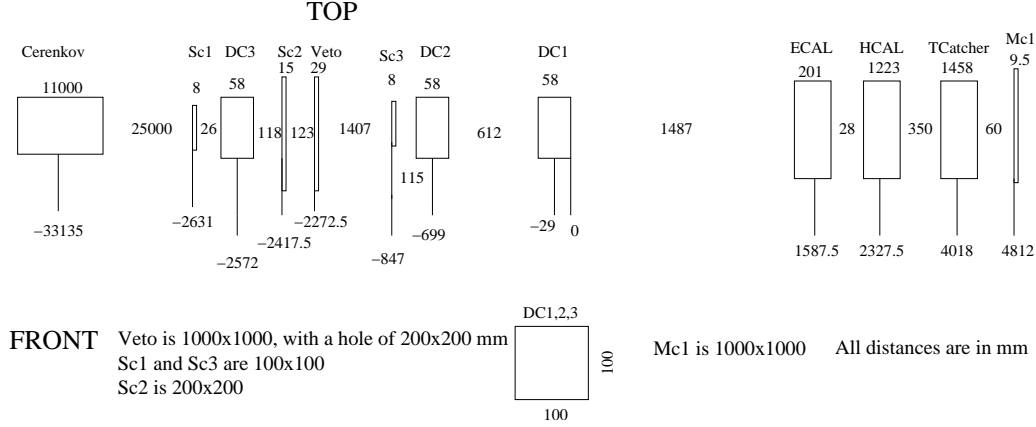 TOP
Cerenkov Sc1 DC3 Sc2 Veto Sc3 DC2 DC1 ECAL HCAL TCatcher Mc1
11000 8 58 15 29 8 58 58 201 1223 1458 9.5
25000 26 118 123 1407 115 612 1487 28 350 60
−33135 −2631 −2572 −2417.5 −2272.5 −847 −699 −29 0 1587.5 2327.5 4018 4812
FRONT
Veto is 1000x1000, with a hole of 200x200 mm
Sc1 and Sc3 are 100x100
Sc2 is 200x200
DC1,2,3
100
100
Mc1 is 1000x1000 All distances are in mm